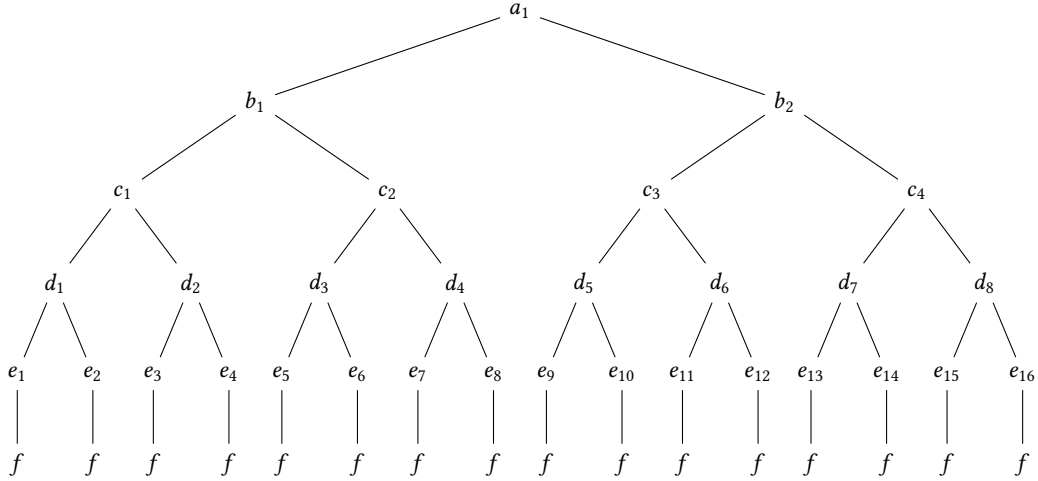 a₁
b₁ b₂
c₁ c₂ c₃ c₄
d₁ d₂ d₃ d₄ d₅ d₆ d₇ d₈
e₁ e₂ e₃ e₄ e₅ e₆ e₇ e₈ e₉ e₁₀ e₁₁ e₁₂ e₁₃ e₁₄ e₁₅ e₁₆
f f f f f f f f f f f f f f f f